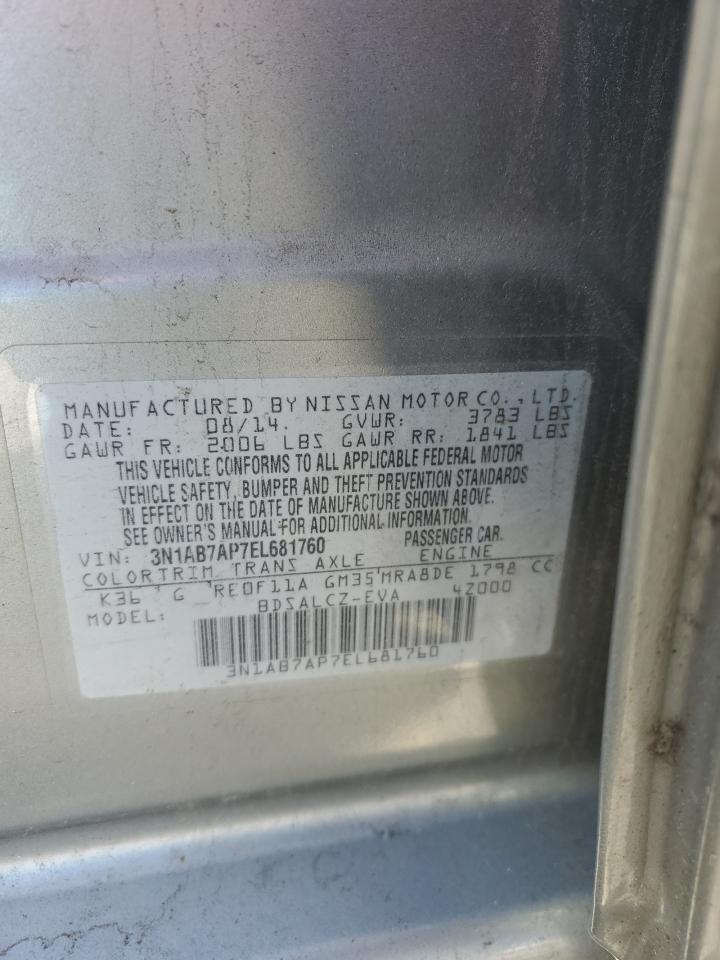 MANUFACTURED BY NISSAN MOTOR CO., LTD.
DATE: 08/14. GVWR: 3783 LBS
GAWR FR: 2006 LBS GAWR RR: 1841 LBS
THIS VEHICLE CONFORMS TO ALL APPLICABLE FEDERAL MOTOR
VEHICLE SAFETY, BUMPER AND THEFT PREVENTION STANDARDS
IN EFFECT ON THE DATE OF MANUFACTURE SHOWN ABOVE.
SEE OWNER'S MANUAL FOR ADDITIONAL INFORMATION.
VIN: 3N1AB7AP7EL681760 PASSENGER CAR.
COLOR TRIM TRANS AXLE ENGINE
K36 G RE0F11A GM35 MRA8DE 1798 CC
MODEL: BDSALCZ-EVA 4Z000
3N1AB7AP7EL681760